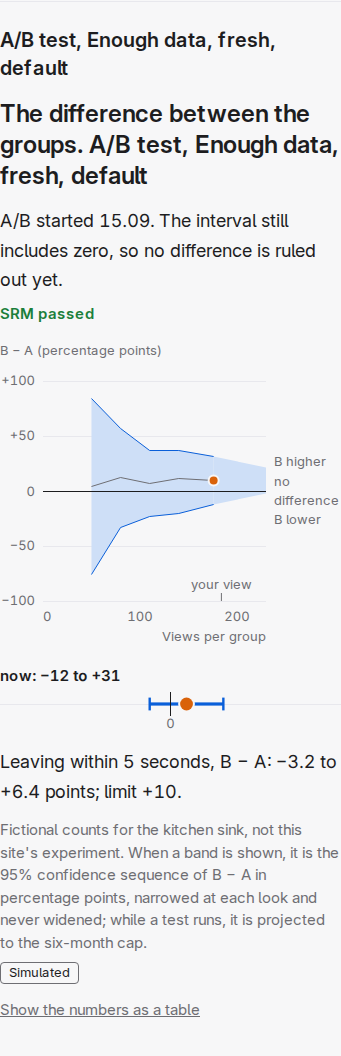 A/B test, Enough data, fresh,
default
The difference between the
groups. A/B test, Enough data,
fresh, default
A/B started 15.09. The interval still
includes zero, so no difference is ruled
out yet.
SRM passed
B − A (percentage points)
+100
+50
0
−50
−100
B higher
no
difference
B lower
your view
0
100
200
Views per group
now: −12 to +31
0
Leaving within 5 seconds, B − A: −3.2 to
+6.4 points; limit +10.
Fictional counts for the kitchen sink, not this
site's experiment. When a band is shown, it is the
95% confidence sequence of B − A in
percentage points, narrowed at each look and
never widened; while a test runs, it is projected
to the six-month cap.
Simulated
Show the numbers as a table